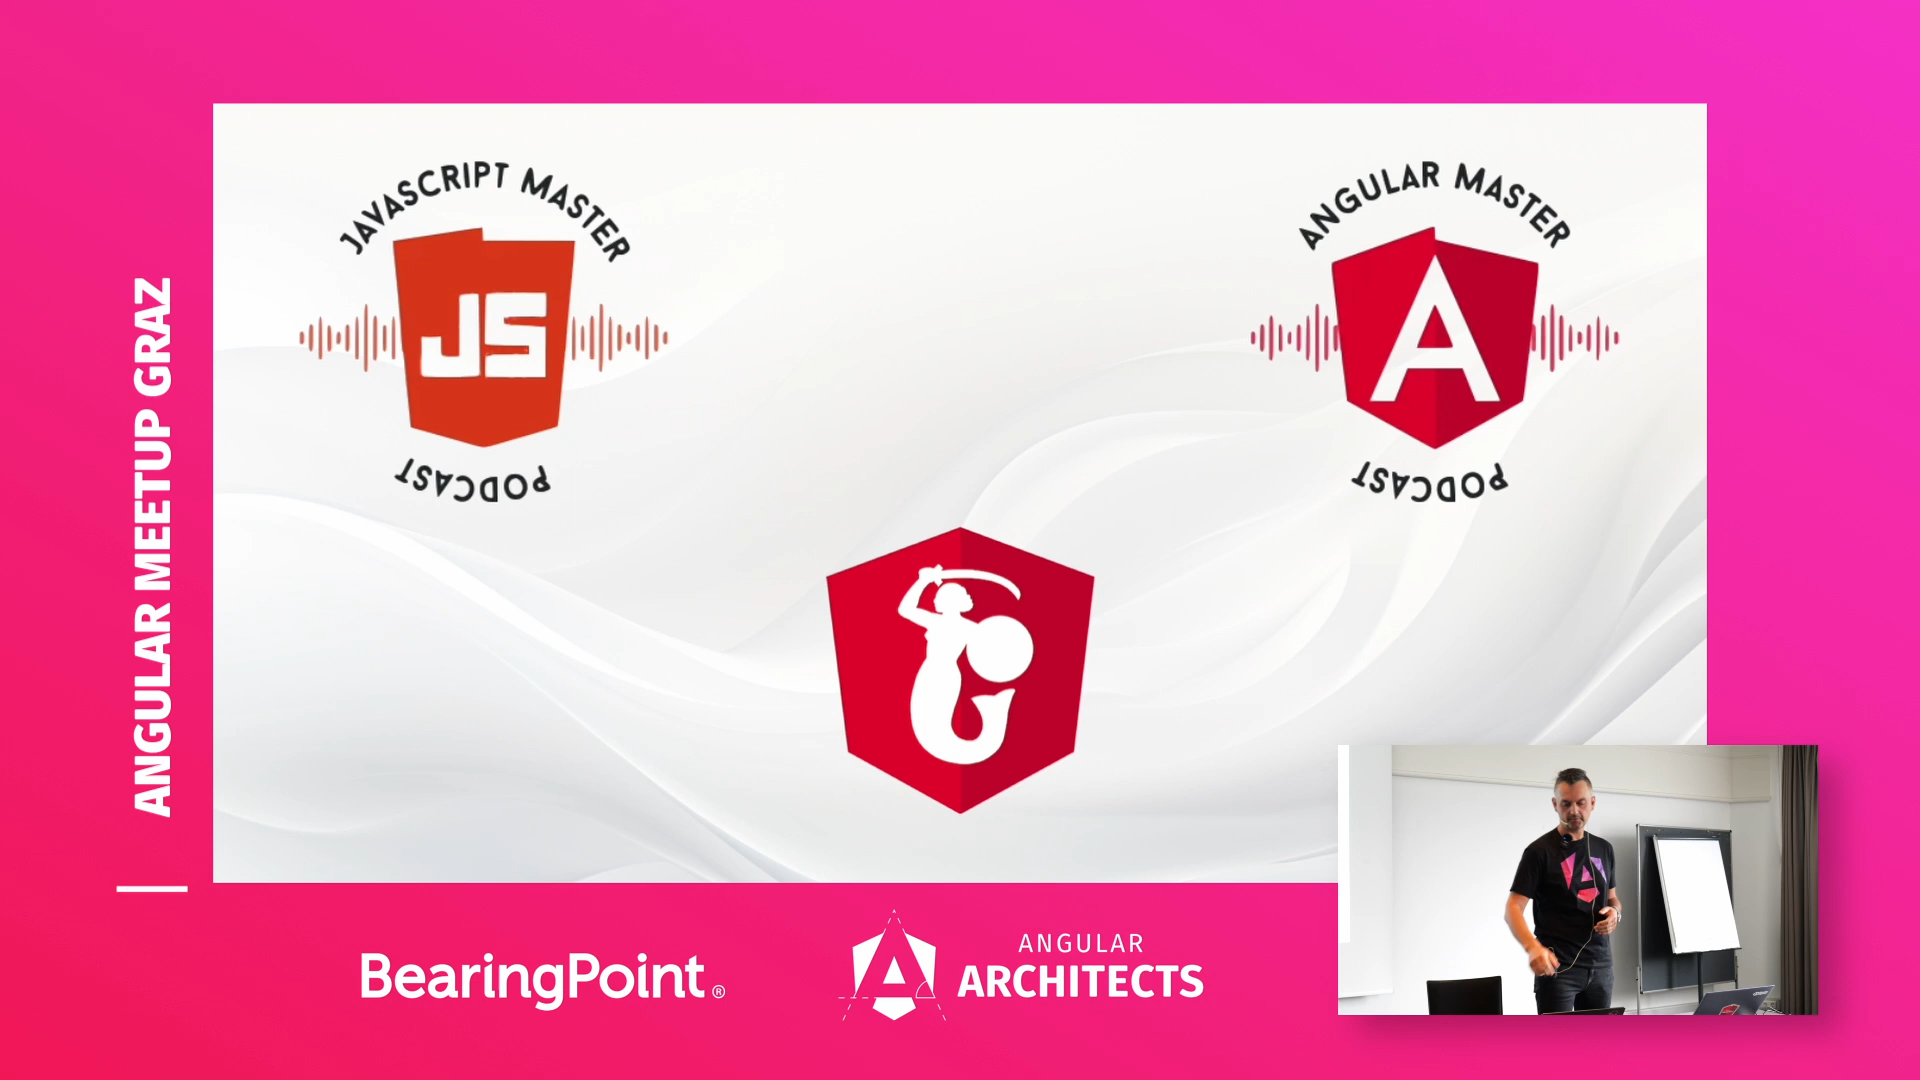 ANGULAR MEETUP GRAZ
JAVASCRIPT MASTER
JS
PODCAST
ANGULAR MASTER
A
PODCAST
BearingPoint®
ANGULAR
ARCHITECTS